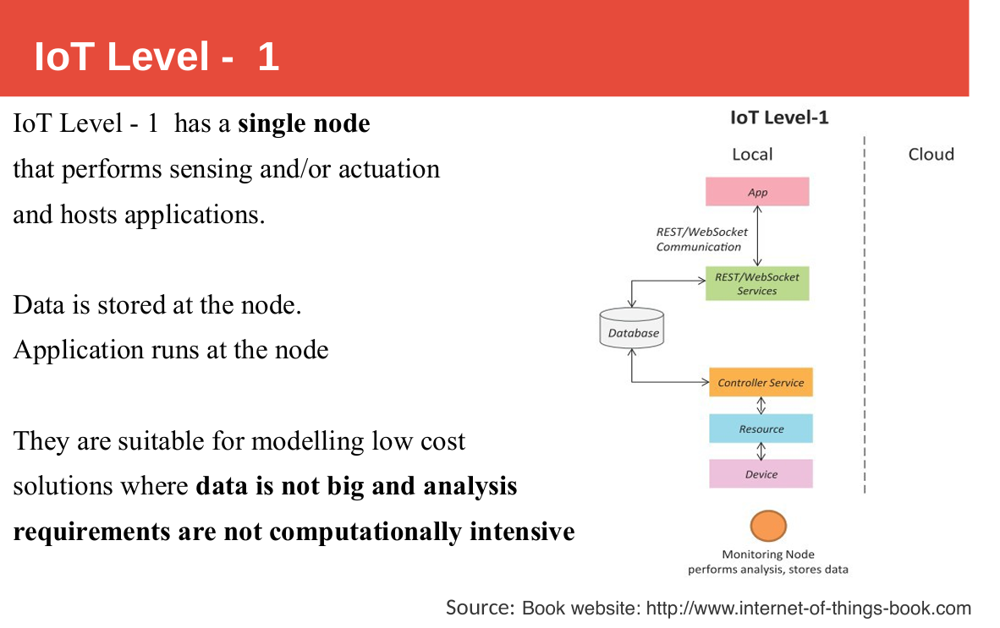 IoT Level -  1
IoT Level - 1  has a single node
that performs sensing and/or actuation
and hosts applications.
Data is stored at the node.
Application runs at the node
They are suitable for modelling low cost
solutions where data is not big and analysis
requirements are not computationally intensive
IoT Level-1
Local
Cloud
App
REST/WebSocket
Communication
REST/WebSocket
Services
Database
Controller Service
Resource
Device
Monitoring Node
performs analysis, stores data
Source: Book website: http://www.internet-of-things-book.com